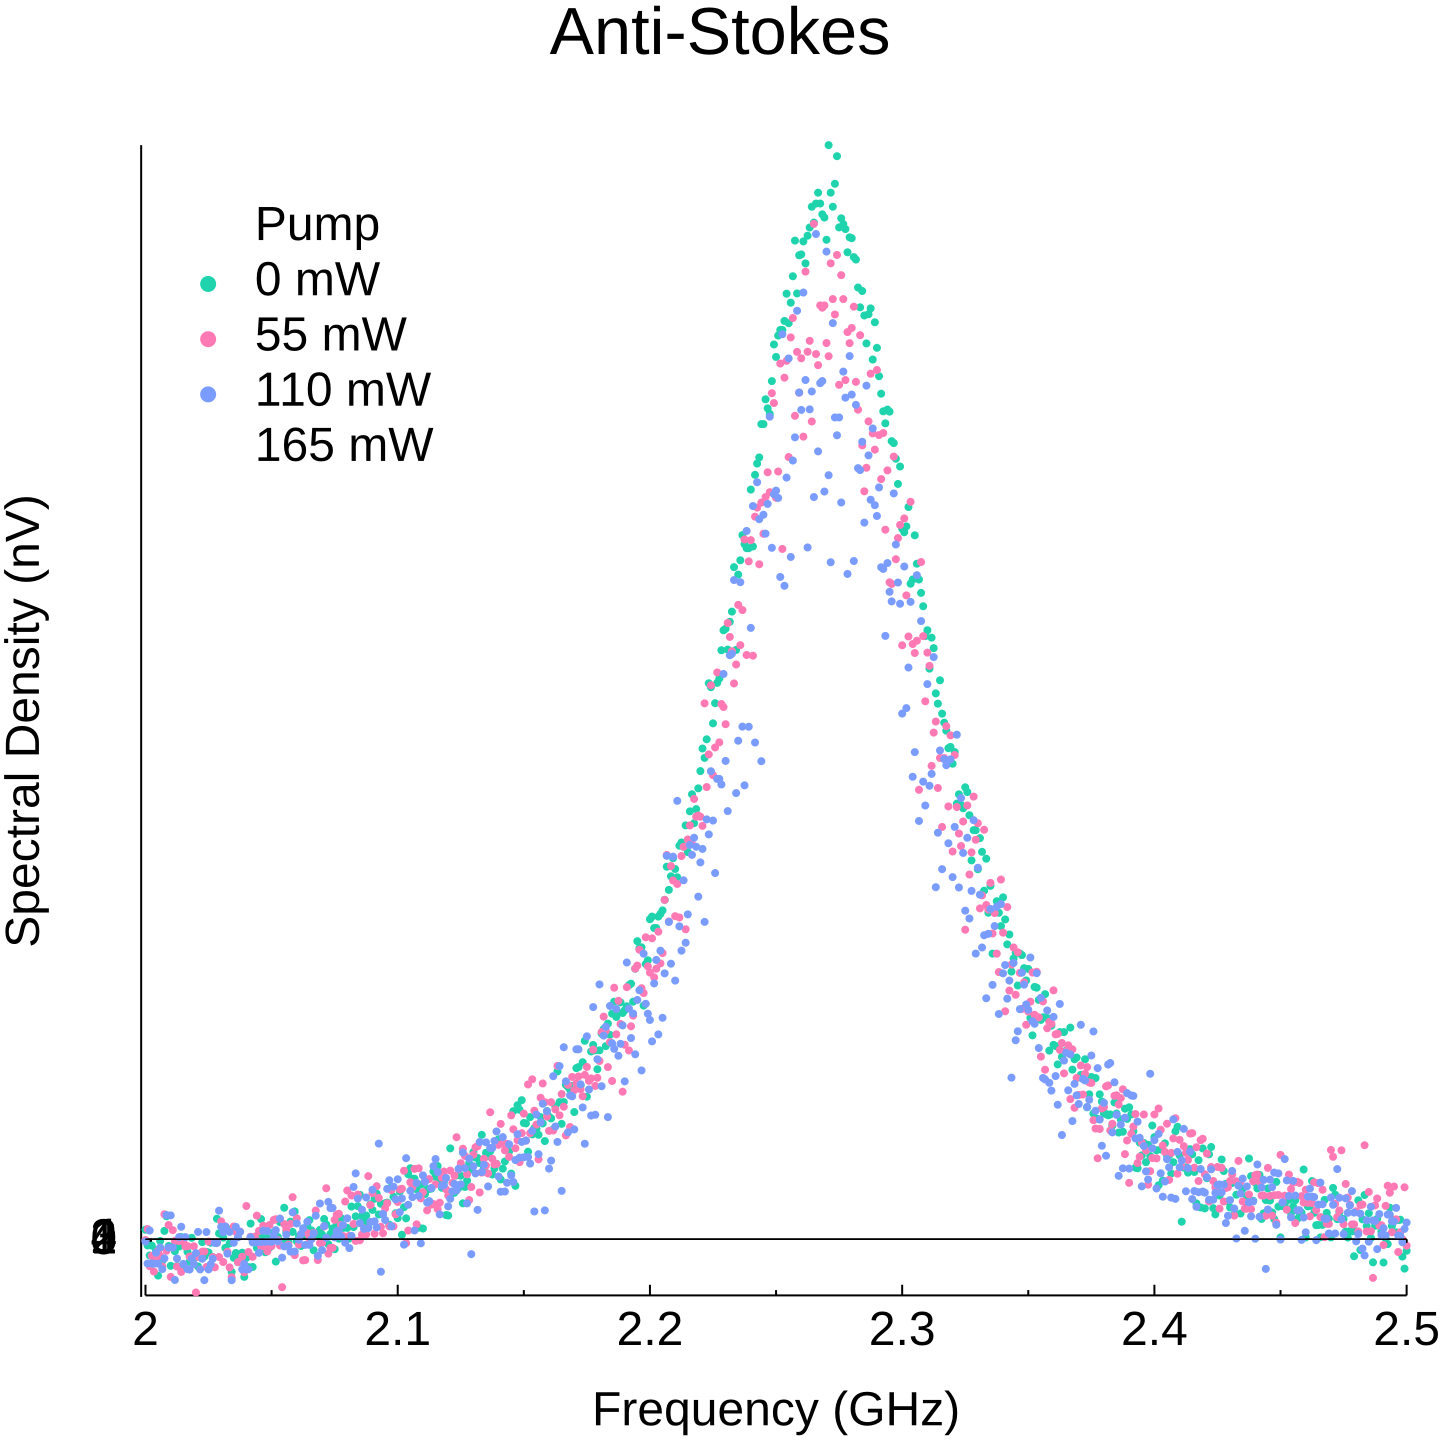 Anti-Stokes
Pump
0 mW
55 mW
110 mW
165 mW
Spectral Density (nV)
2
2.1
2.2
2.3
2.4
2.5
Frequency (GHz)